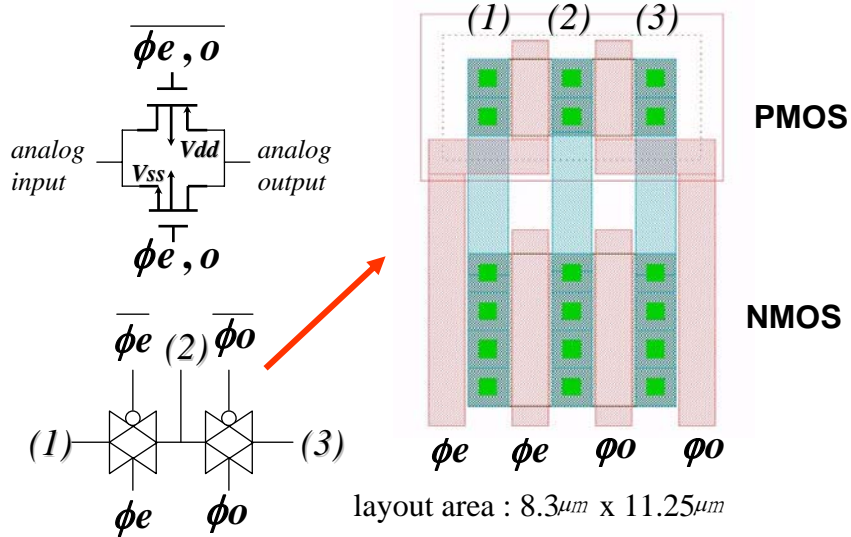 ϕe , o
analog input
Vdd
Vss
analog output
ϕe , o
ϕe
(2)
ϕo
(1)
(3)
ϕe
ϕo
(1) (2) (3)
PMOS
NMOS
ϕe ϕe φo φo
layout area : 8.3μm x 11.25μm